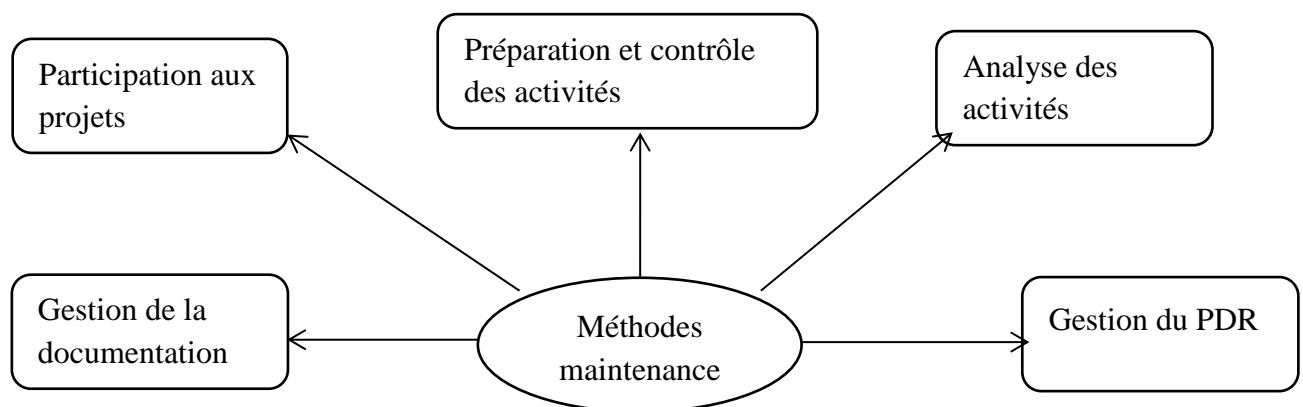 Participation aux
projets
Préparation et contrôle
des activités
Analyse des
activités
Gestion de la
documentation
Méthodes
maintenance
Gestion du PDR